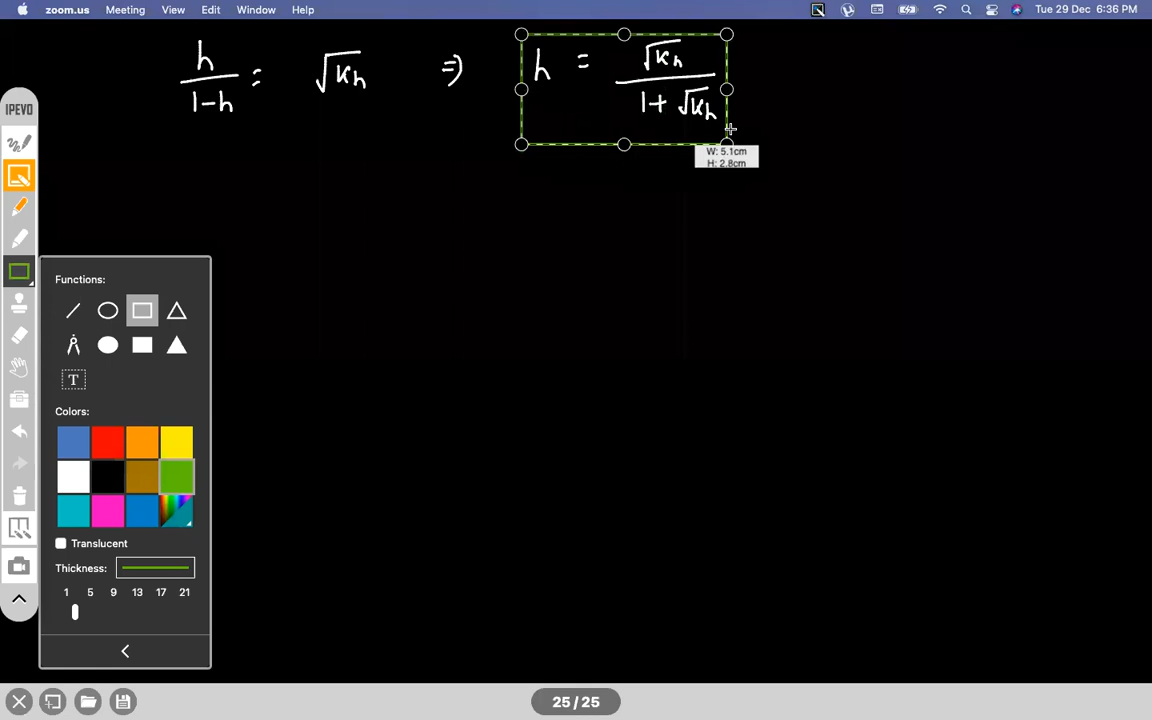 zoom.us Meeting View Edit Window Help Tue 29 Dec 6:36 PM
h/(1-h) = √Kh ⇒ h = √Kh/(1+√Kh)
IPEVO
W: 5.1cm
H: 2.8cm
Functions:
T
Colors:
Translucent
Thickness:
1 5 9 13 17 21
25/25